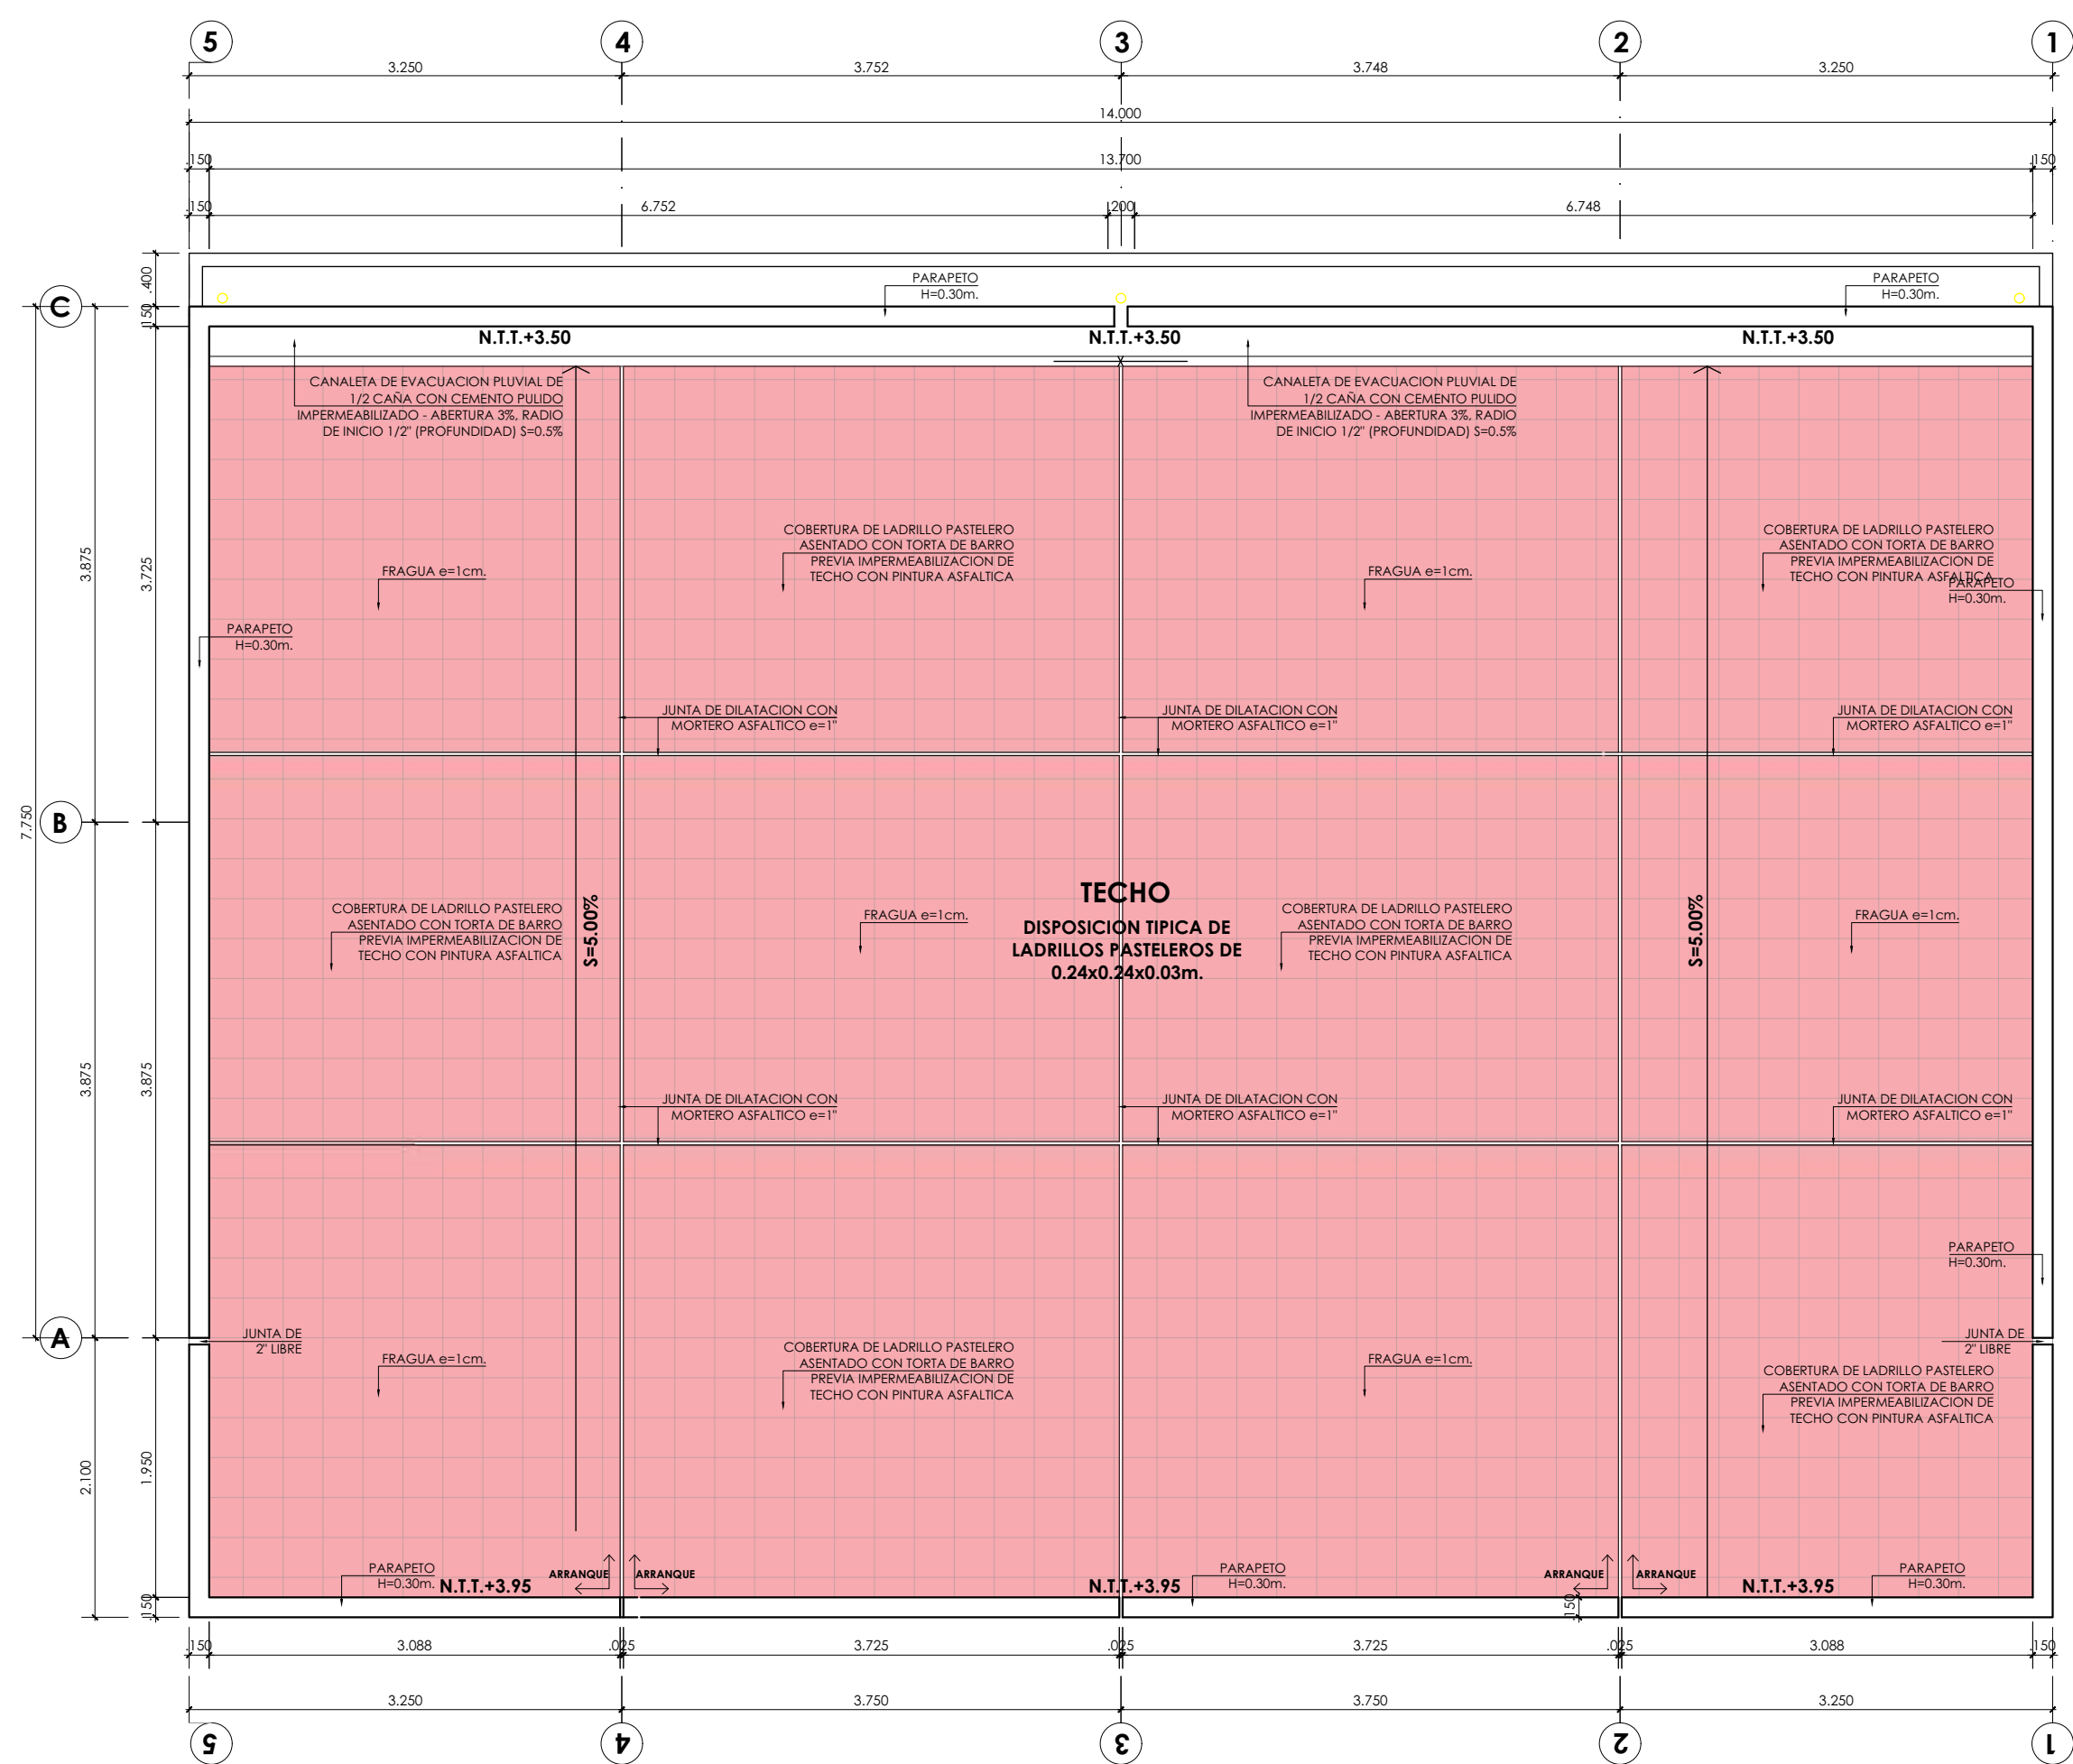 5 4 3 2 1
3.250 3.752 3.748 3.250
14.000
.150 13.700 .150
.150 6.752 .200 6.748
.400
PARAPETO
H=0.30m.
PARAPETO
H=0.30m.
C
.150
N.T.T.+3.50 N.T.T.+3.50 N.T.T.+3.50
CANALETA DE EVACUACION PLUVIAL DE
1/2 CAÑA CON CEMENTO PULIDO
IMPERMEABILIZADO - ABERTURA 3%, RADIO
DE INICIO 1/2" (PROFUNDIDAD) S=0.5%
CANALETA DE EVACUACION PLUVIAL DE
1/2 CAÑA CON CEMENTO PULIDO
IMPERMEABILIZADO - ABERTURA 3%, RADIO
DE INICIO 1/2" (PROFUNDIDAD) S=0.5%
3.875
3.725
FRAGUA e=1cm.
COBERTURA DE LADRILLO PASTELERO
ASENTADO CON TORTA DE BARRO
PREVIA IMPERMEABILIZACION DE
TECHO CON PINTURA ASFALTICA
FRAGUA e=1cm.
COBERTURA DE LADRILLO PASTELERO
ASENTADO CON TORTA DE BARRO
PREVIA IMPERMEABILIZACION DE
TECHO CON PINTURA ASFALTICA
PARAPETO
H=0.30m.
PARAPETO
H=0.30m.
JUNTA DE DILATACION CON
MORTERO ASFALTICO e=1"
JUNTA DE DILATACION CON
MORTERO ASFALTICO e=1"
JUNTA DE DILATACION CON
MORTERO ASFALTICO e=1"
7.750
B
COBERTURA DE LADRILLO PASTELERO
ASENTADO CON TORTA DE BARRO
PREVIA IMPERMEABILIZACION DE
TECHO CON PINTURA ASFALTICA
S=5.00%
FRAGUA e=1cm.
TECHO
DISPOSICION TIPICA DE
LADRILLOS PASTELEROS DE
0.24x0.24x0.03m.
COBERTURA DE LADRILLO PASTELERO
ASENTADO CON TORTA DE BARRO
PREVIA IMPERMEABILIZACION DE
TECHO CON PINTURA ASFALTICA
S=5.00%
FRAGUA e=1cm.
3.875
3.875
JUNTA DE DILATACION CON
MORTERO ASFALTICO e=1"
JUNTA DE DILATACION CON
MORTERO ASFALTICO e=1"
JUNTA DE DILATACION CON
MORTERO ASFALTICO e=1"
PARAPETO
H=0.30m.
A
JUNTA DE
2" LIBRE
JUNTA DE
2" LIBRE
FRAGUA e=1cm.
COBERTURA DE LADRILLO PASTELERO
ASENTADO CON TORTA DE BARRO
PREVIA IMPERMEABILIZACION DE
TECHO CON PINTURA ASFALTICA
FRAGUA e=1cm.
COBERTURA DE LADRILLO PASTELERO
ASENTADO CON TORTA DE BARRO
PREVIA IMPERMEABILIZACION DE
TECHO CON PINTURA ASFALTICA
2.100
1.950
PARAPETO
H=0.30m.
N.T.T.+3.95
ARRANQUE ARRANQUE
N.T.T.+3.95
PARAPETO
H=0.30m.
ARRANQUE ARRANQUE
N.T.T.+3.95
PARAPETO
H=0.30m.
.150
.150
.150 3.088 .025 3.725 .025 3.725 .025 3.088 .150
3.250 3.750 3.750 3.250
5 4 3 2 1